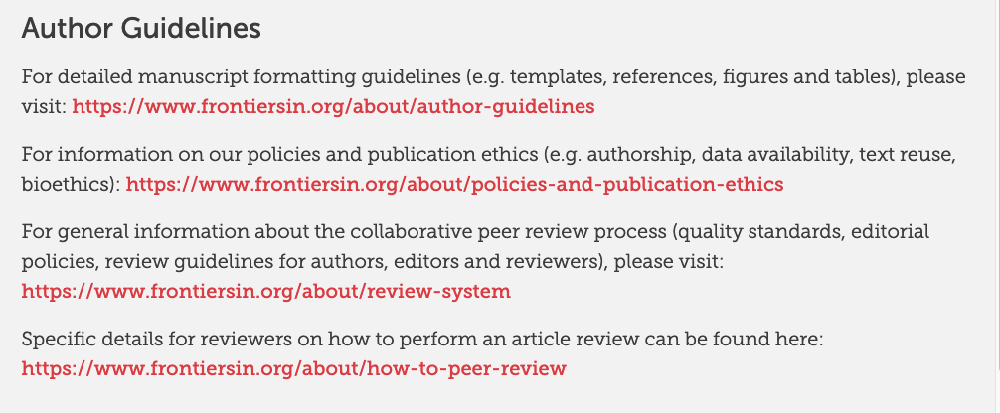 Author Guidelines
For detailed manuscript formatting guidelines (e.g. templates, references, figures and tables), please
visit: https://www.frontiersin.org/about/author-guidelines
For information on our policies and publication ethics (e.g. authorship, data availability, text reuse,
bioethics): https://www.frontiersin.org/about/policies-and-publication-ethics
For general information about the collaborative peer review process (quality standards, editorial
policies, review guidelines for authors, editors and reviewers), please visit:
https://www.frontiersin.org/about/review-system
Specific details for reviewers on how to perform an article review can be found here:
https://www.frontiersin.org/about/how-to-peer-review